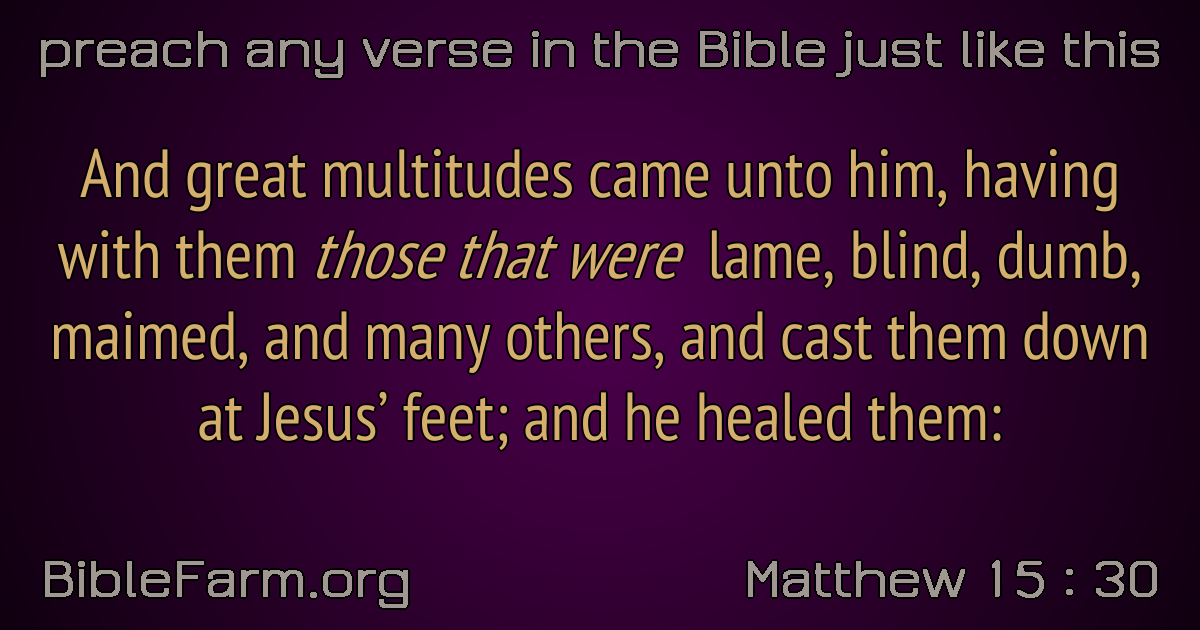 preach any verse in the Bible just like this
And great multitudes came unto him, having
with them those that were lame, blind, dumb,
maimed, and many others, and cast them down
at Jesus’ feet; and he healed them:
BibleFarm.org
Matthew 15 : 30